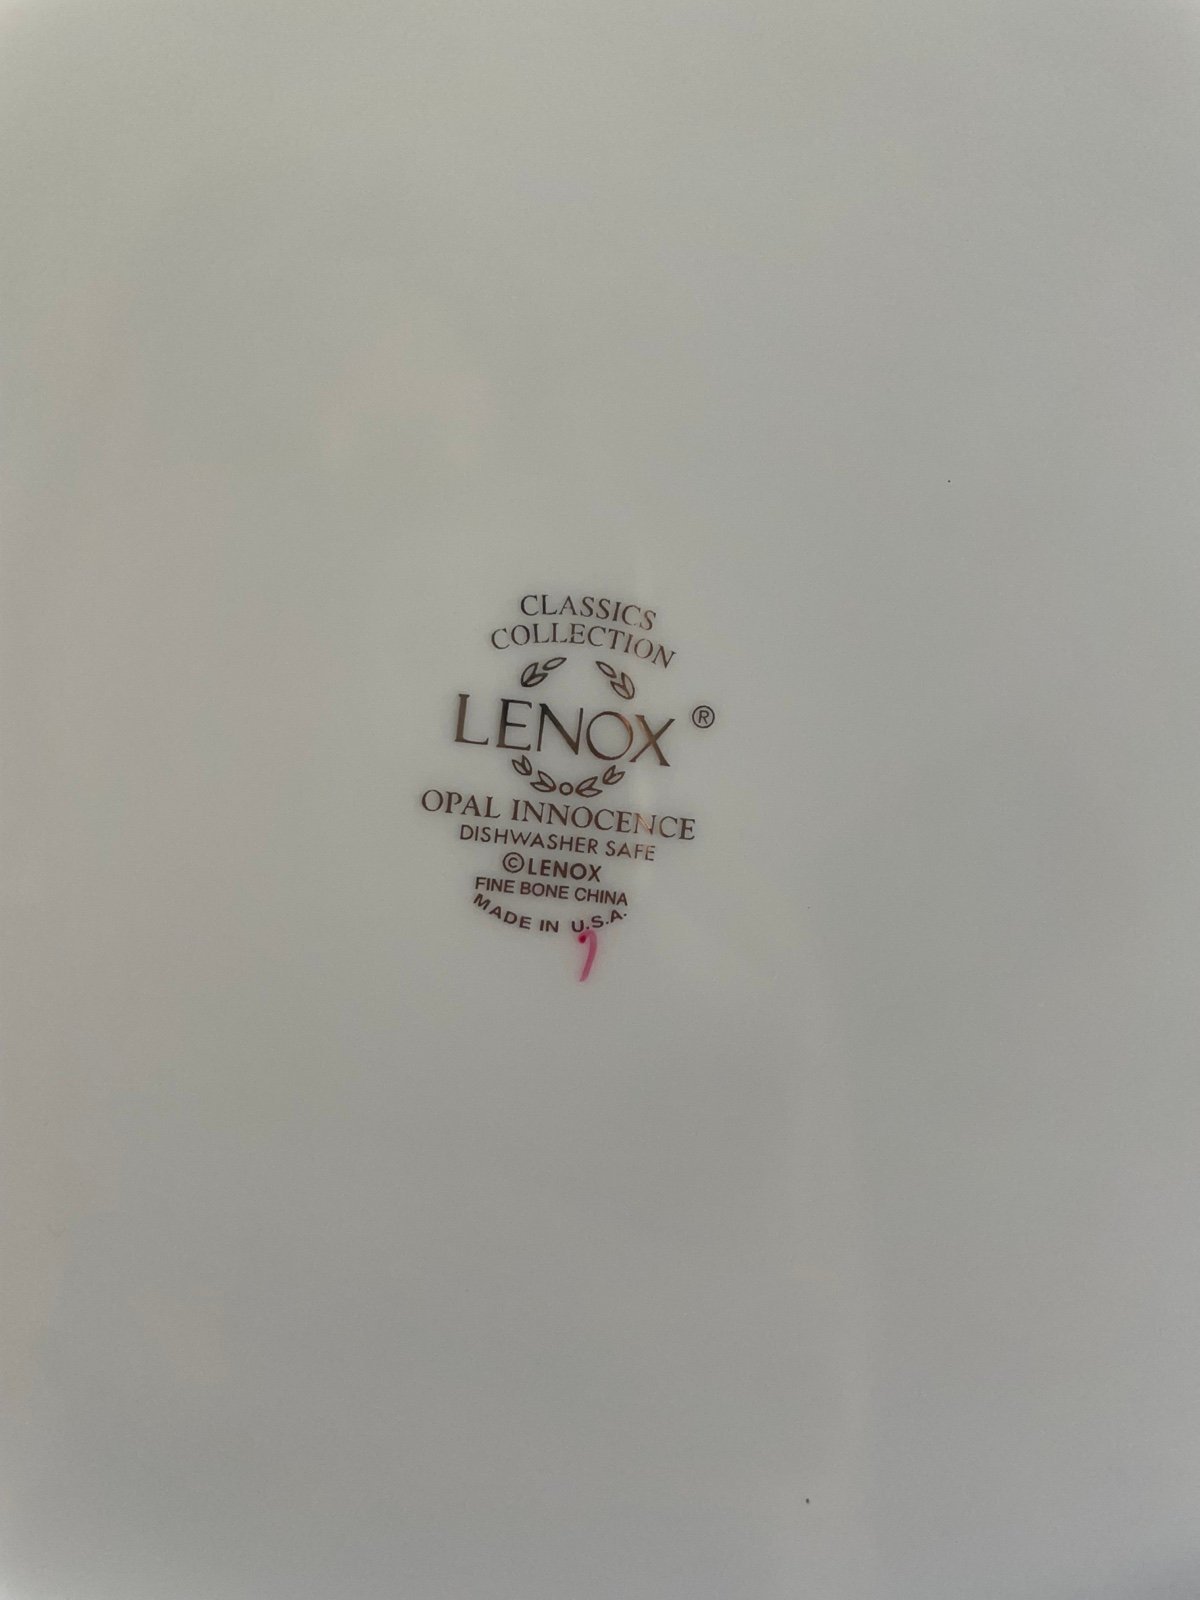 CLASSICS
COLLECTION
LENOX ®
OPAL INNOCENCE
DISHWASHER SAFE
© LENOX
FINE BONE CHINA
MADE IN U.S.A.